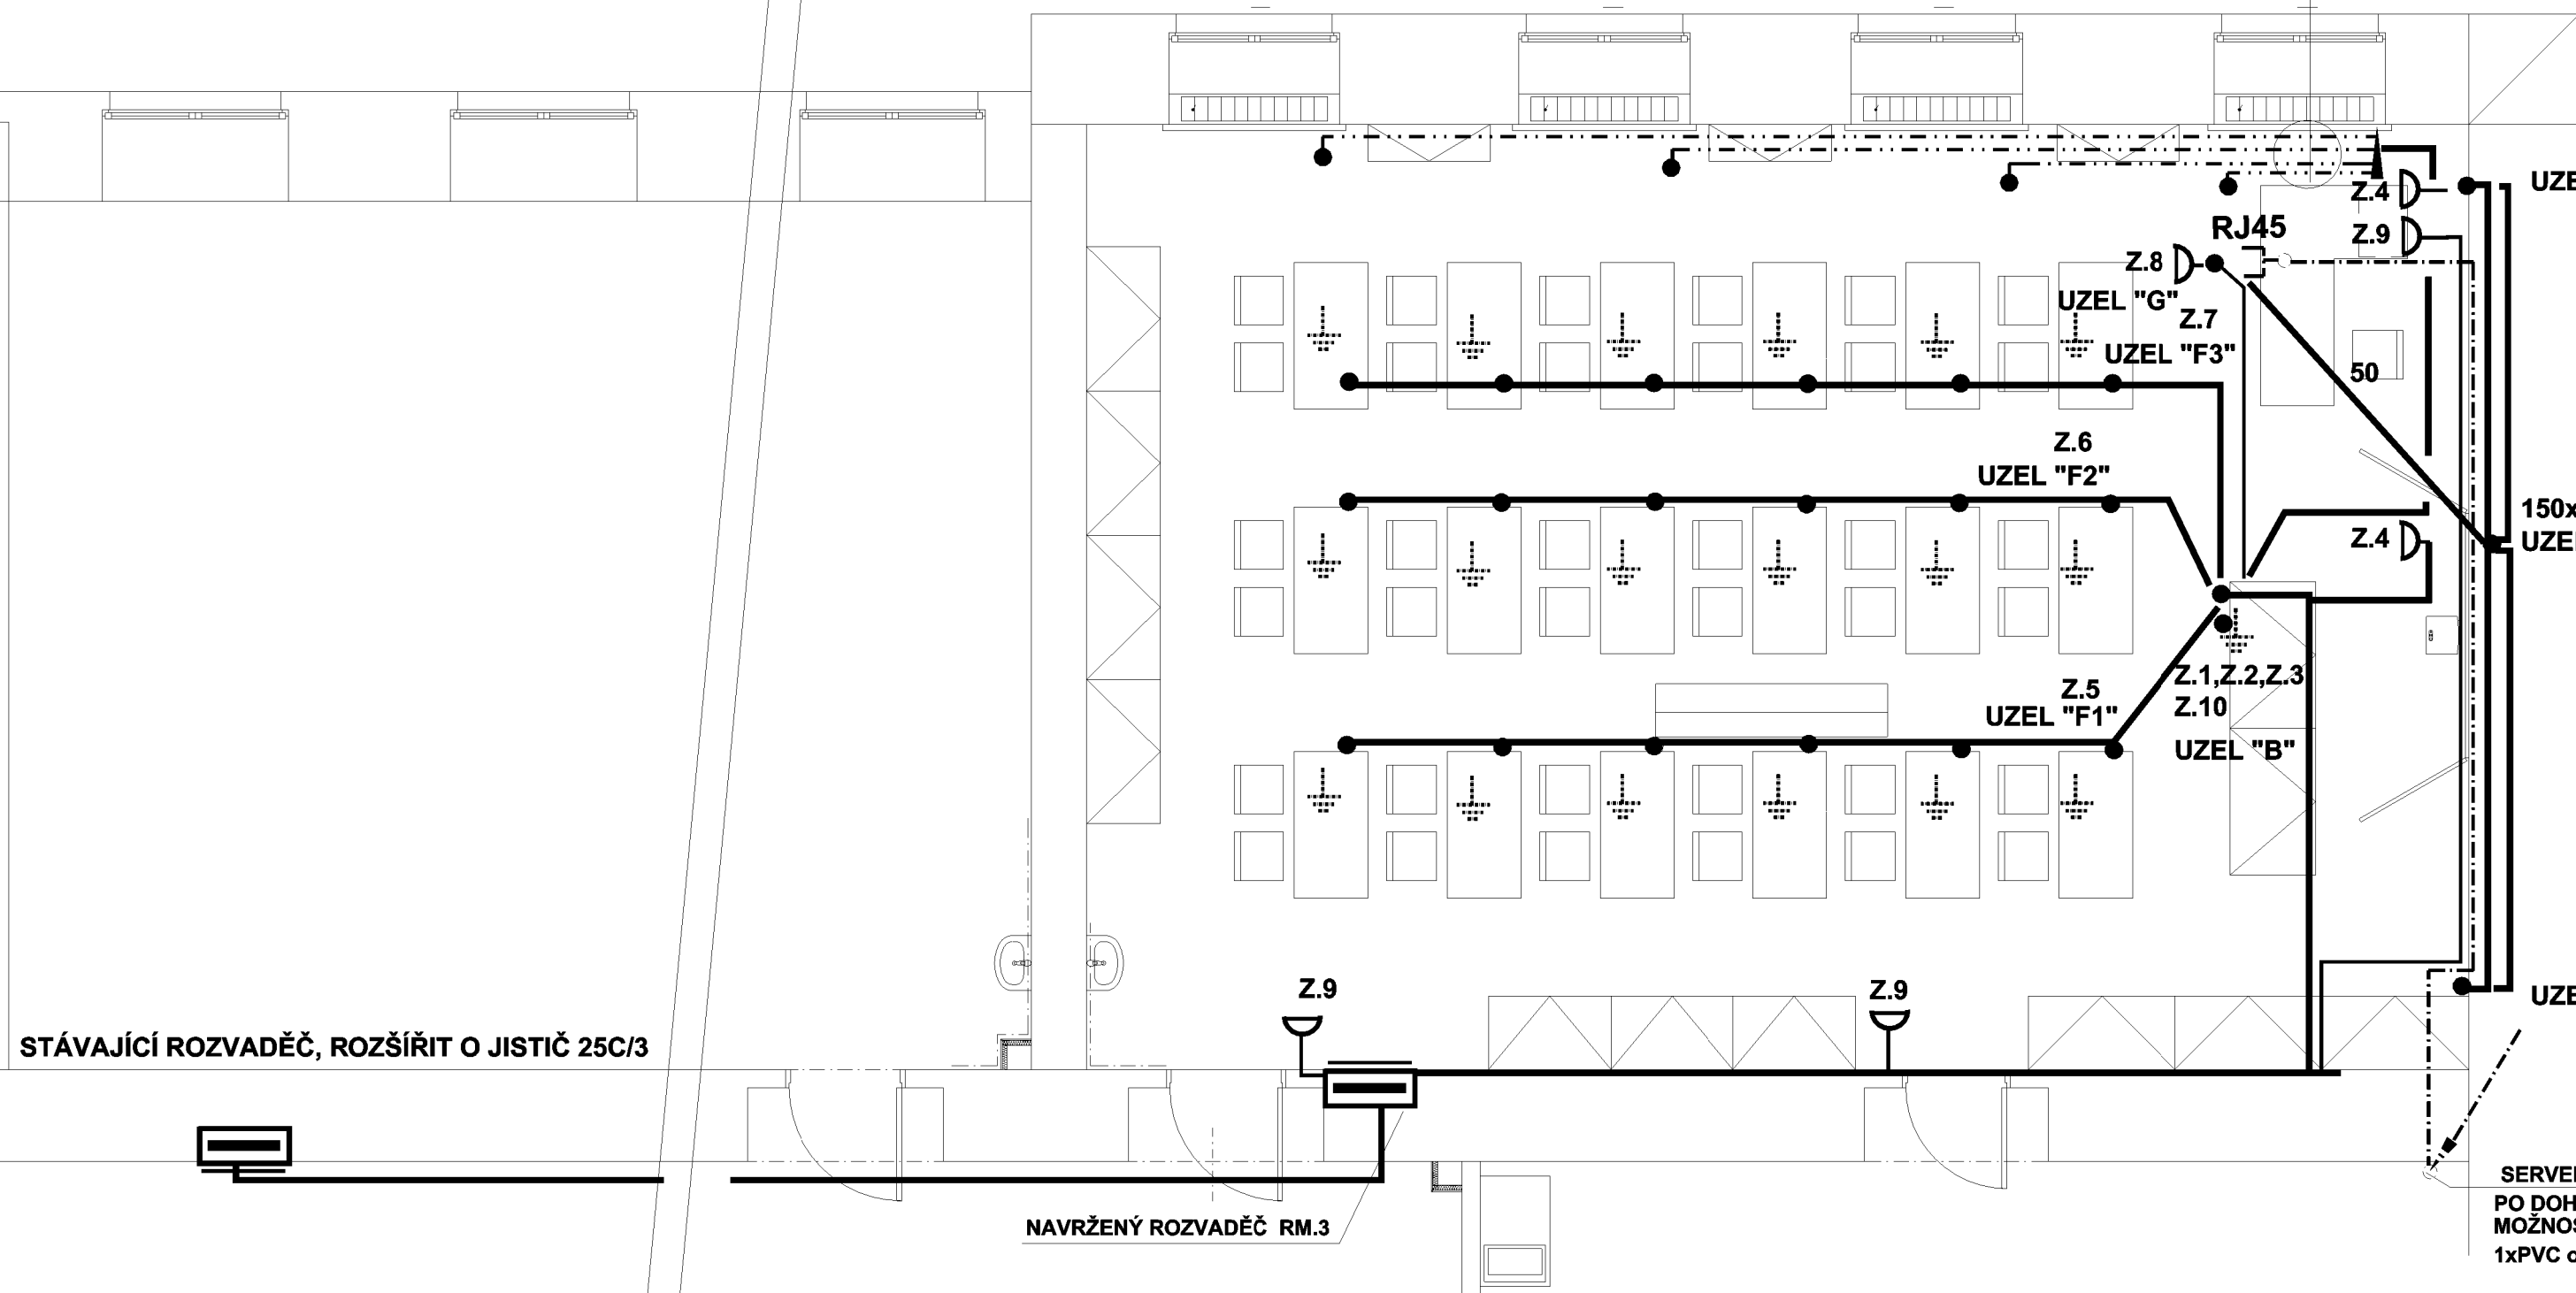 UZE
Z.4
Z.9
RJ45
Z.8
UZEL "G"
Z.7
UZEL "F3"
50
Z.6
UZEL "F2"
150x
UZE
Z.4
Z.1,Z.2,Z.3
Z.10
UZEL "B"
Z.5
UZEL "F1"
Z.9
Z.9
UZE
STÁVAJÍCÍ ROZVADĚČ, ROZŠÍŘIT O JISTIČ 25C/3
NAVRŽENÝ ROZVADĚČ RM.3
SERVE
PO DOH
MOŽNOS
1xPVC